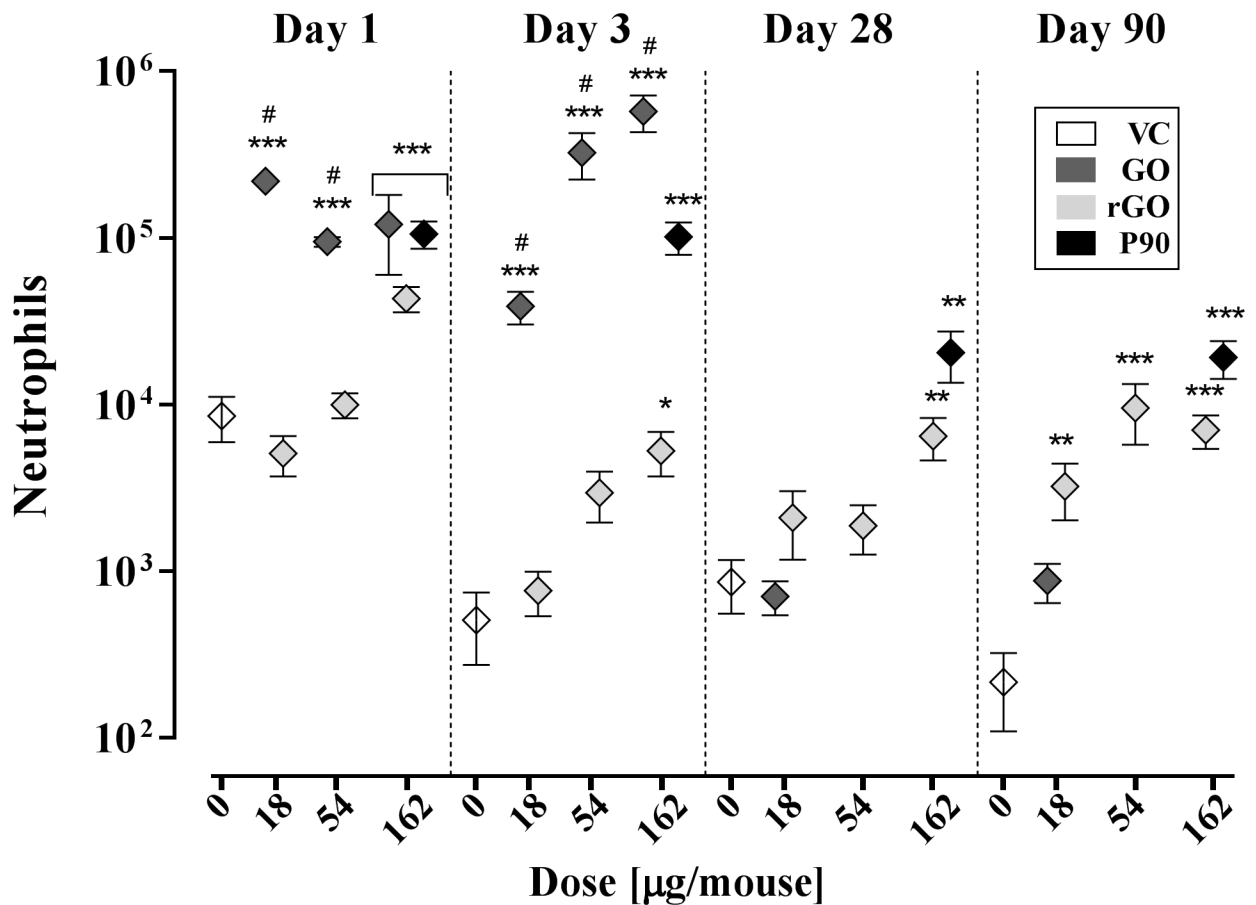 Day 1 Day 3 Day 28 Day 90
#
10⁶ ***
#
#
***
***
#
***
***
***
#
***
**
***
***
**
***
*
**
VC
GO
rGO
P90
10⁵
10⁴
10³
10²
Neutrophils
0 18 54 162 0 18 54 162 0 18 54 162 0 18 54 162
Dose [µg/mouse]